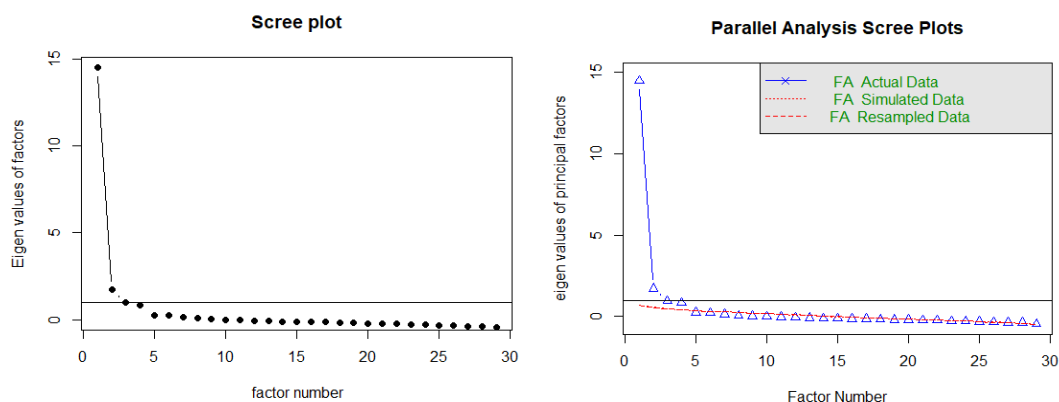 Scree plot
Eigen values of factors
15
10
5
0
0 5 10 15 20 25 30
factor number
Parallel Analysis Scree Plots
eigen values of principal factors
15
10
5
0
FA Actual Data
FA Simulated Data
FA Resampled Data
0 5 10 15 20 25 30
Factor Number